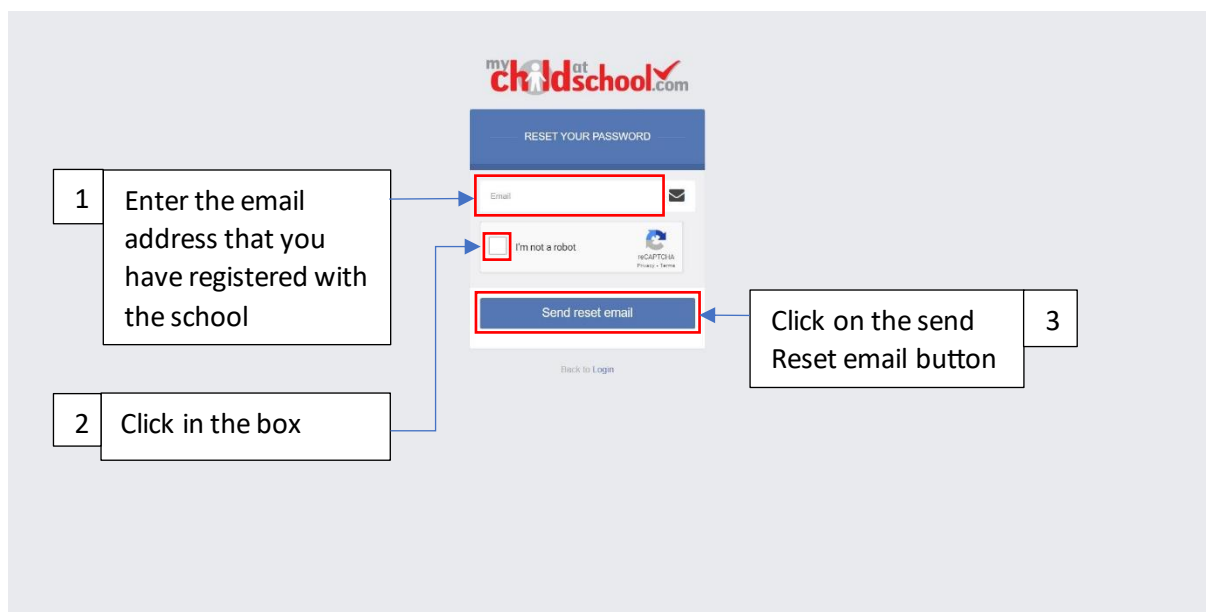 my child at school.com
RESET YOUR PASSWORD
1
Enter the email
address that you
have registered with
the school
Email
I'm not a robot
reCAPTCHA
Privacy - Terms
2
Click in the box
Send reset email
Click on the send
Reset email button
3
Back to Login